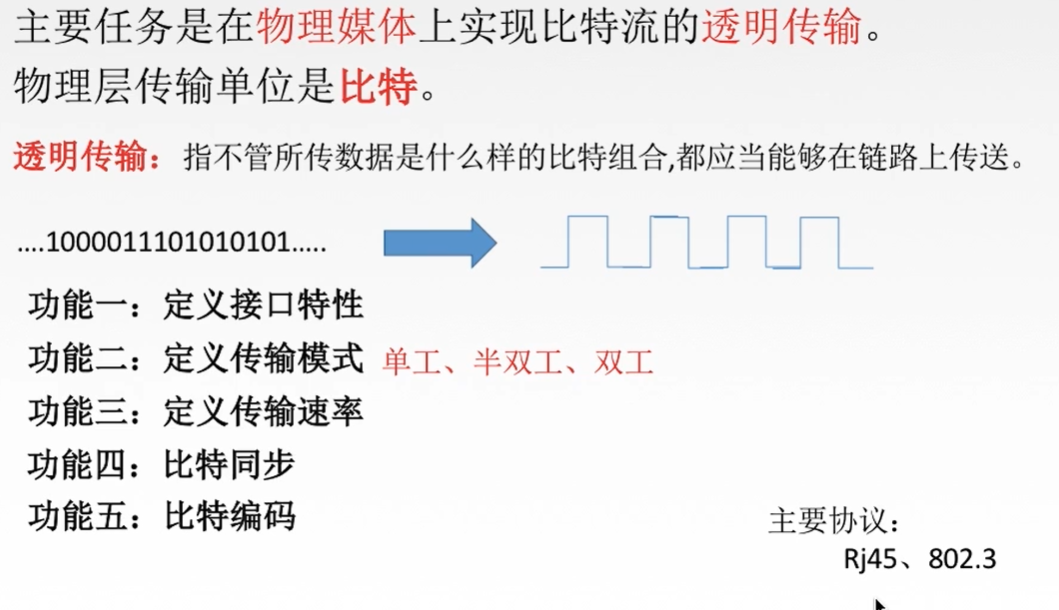 主要任务是在物理媒体上实现比特流的透明传输。
物理层传输单位是比特。
透明传输：指不管所传数据是什么样的比特组合,都应当能够在链路上传送。
....1000011101010101.....
功能一：定义接口特性
功能二：定义传输模式 单工、半双工、双工
功能三：定义传输速率
功能四：比特同步
功能五：比特编码
主要协议：
Rj45、802.3